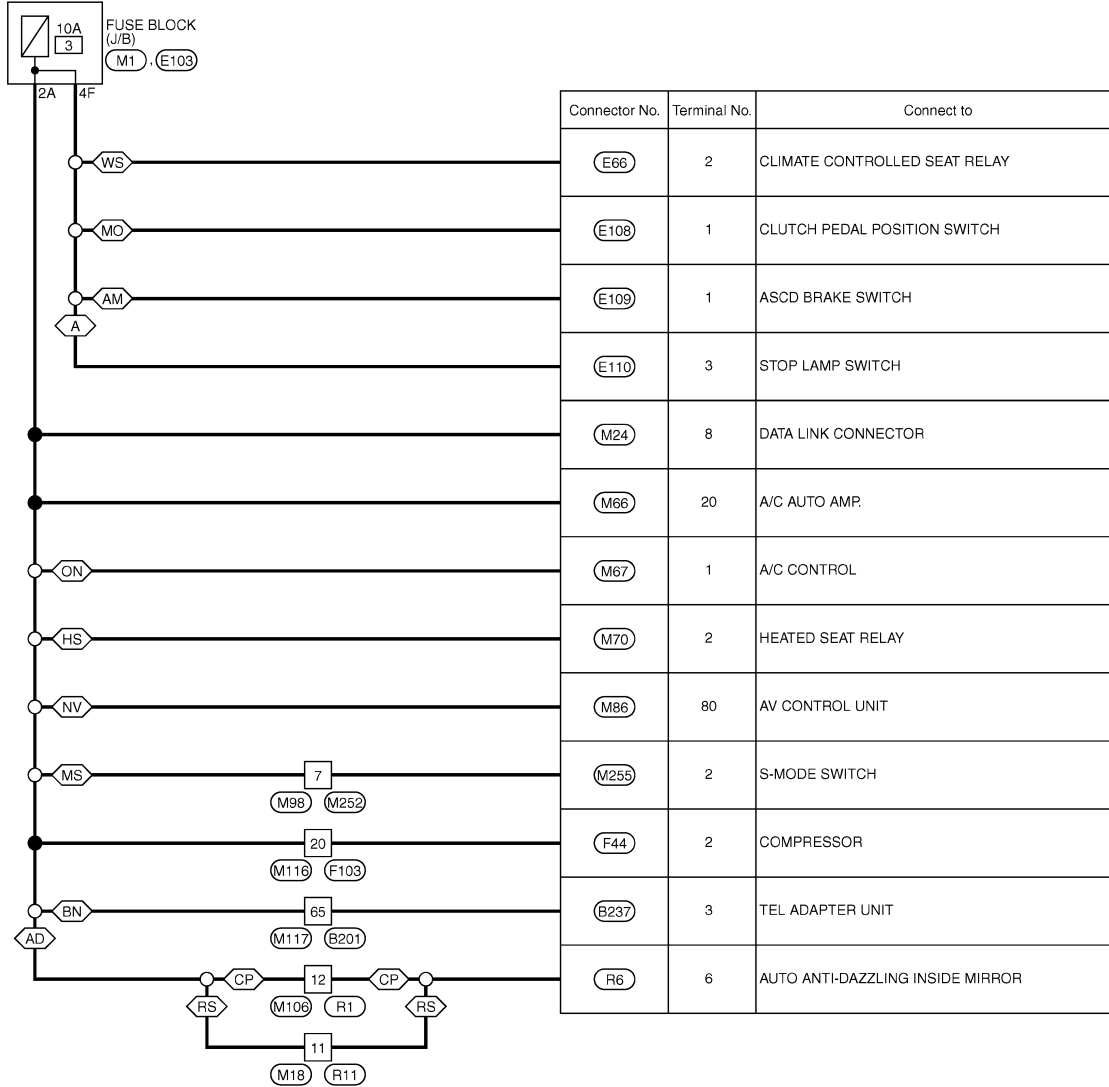 10A
3
FUSE BLOCK
(J/B)
M1 , E103
2A 4F
Connector No. Terminal No. Connect to
WS E66 2 CLIMATE CONTROLLED SEAT RELAY
MO E108 1 CLUTCH PEDAL POSITION SWITCH
AM E109 1 ASCD BRAKE SWITCH
A
E110 3 STOP LAMP SWITCH
M24 8 DATA LINK CONNECTOR
M66 20 A/C AUTO AMP.
ON M67 1 A/C CONTROL
HS M70 2 HEATED SEAT RELAY
NV M86 80 AV CONTROL UNIT
MS 7 M255 2 S-MODE SWITCH
M98 M252
20 F44 2 COMPRESSOR
M116 F103
BN 65 B237 3 TEL ADAPTER UNIT
AD M117 B201
CP 12 CP R6 6 AUTO ANTI-DAZZLING INSIDE MIRROR
RS M106 R1 RS
11
M18 R11